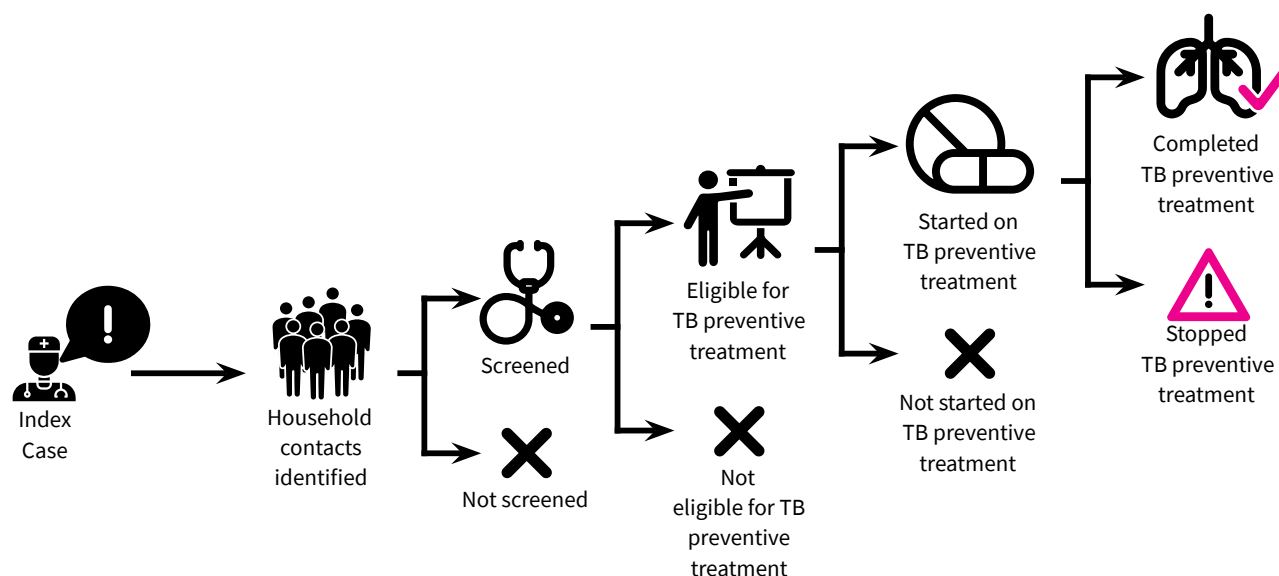 Index
Case
Household
contacts
identified
Screened
Not screened
Eligible for
TB preventive
treatment
Not
eligible for TB
preventive
treatment
Started on
TB preventive
treatment
Not started on
TB preventive
treatment
Completed
TB preventive
treatment
Stopped
TB preventive
treatment